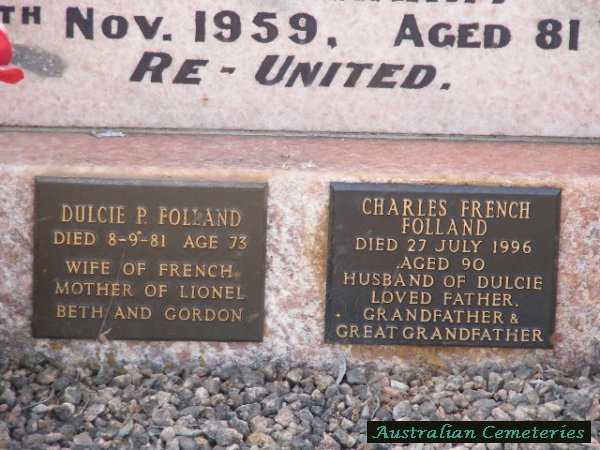 TH NOV. 1959, AGED 81
RE - UNITED.
DULCIE P. FOLLAND
DIED 8-9-81 AGE 73
WIFE OF FRENCH
MOTHER OF LIONEL
BETH AND GORDON
CHARLES FRENCH
FOLLAND
DIED 27 JULY 1996
AGED 90
HUSBAND OF DULCIE
LOVED FATHER,
GRANDFATHER &
GREAT GRANDFATHER
Australian Cemeteries